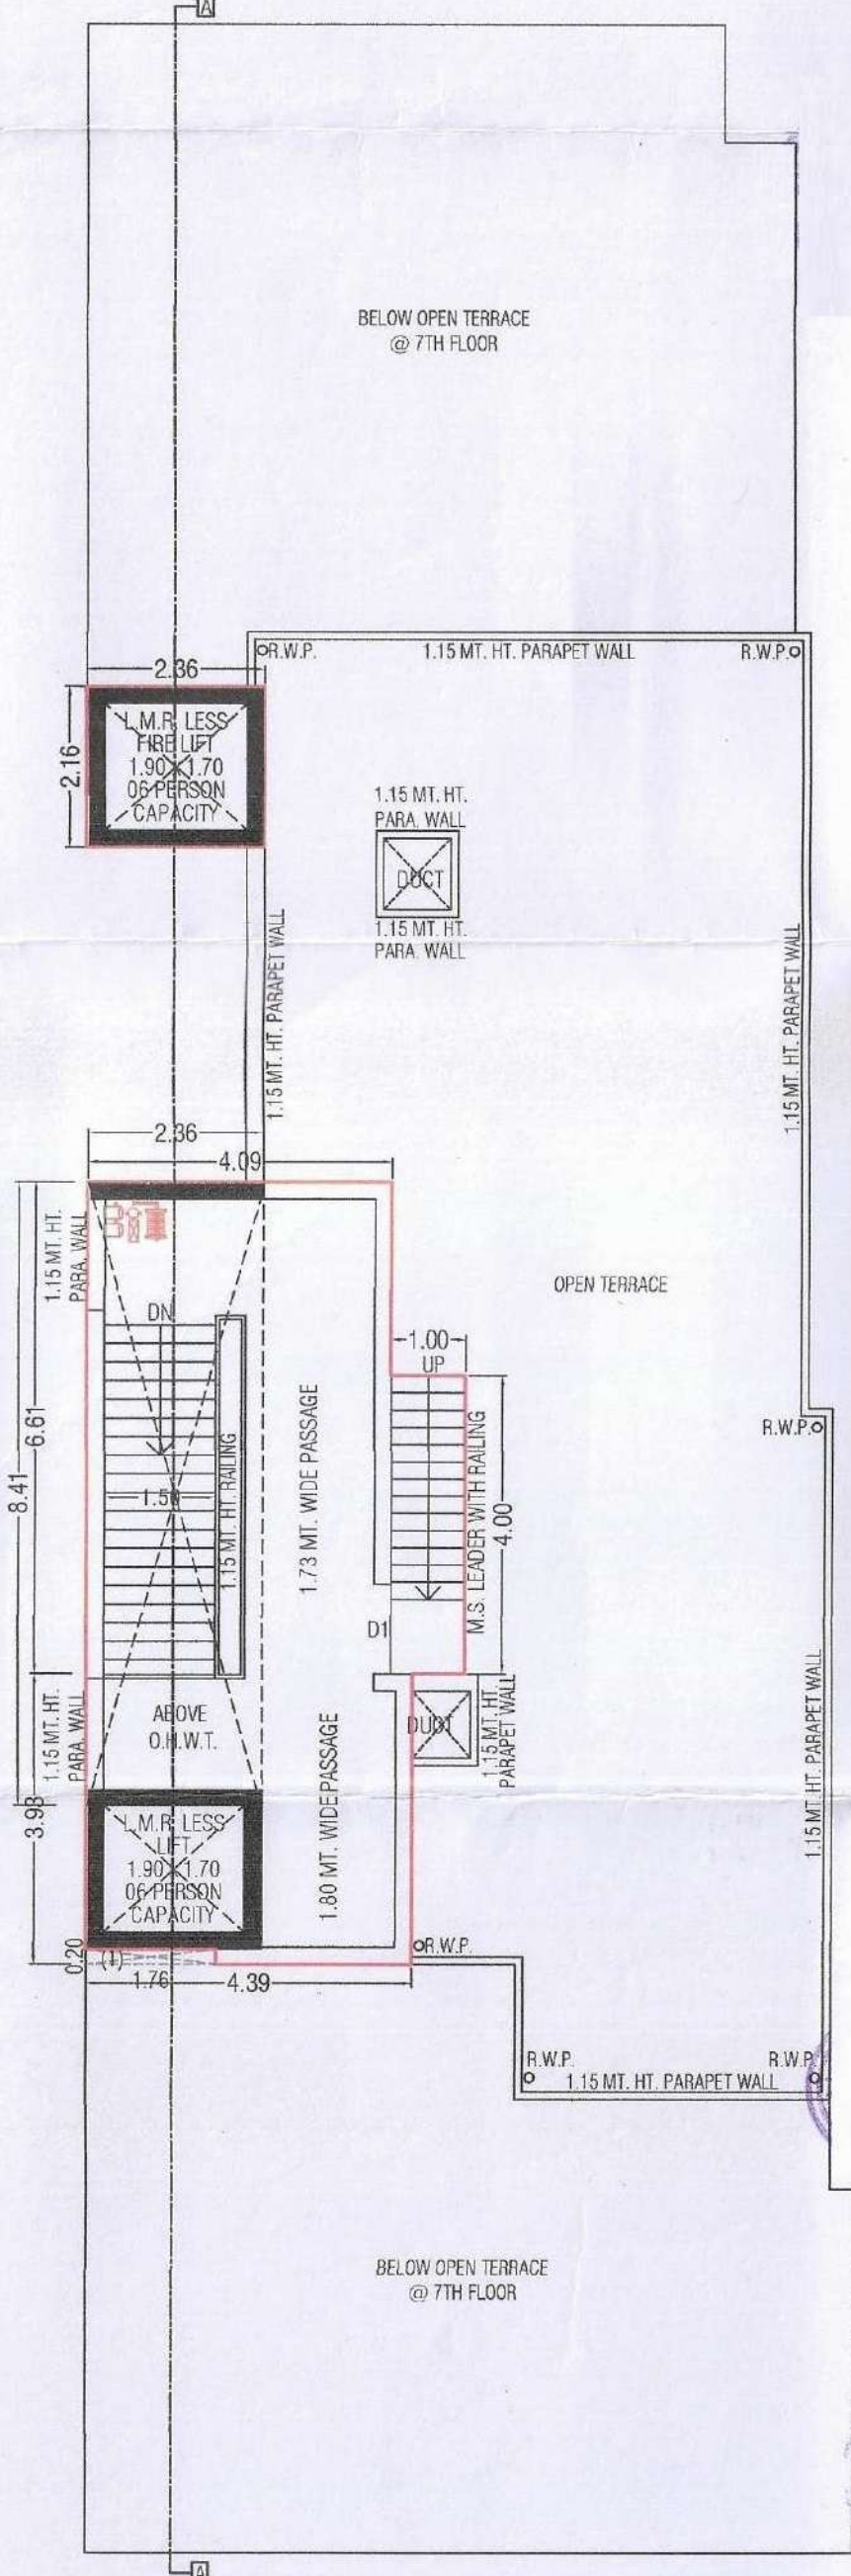 A
BELOW OPEN TERRACE
@ 7TH FLOOR
R.W.P.
1.15 MT. HT. PARAPET WALL
R.W.P.
2.36
2.16
L.M.R. LESS
FIRE LIFT
1.90 X 1.70
06 PERSON
CAPACITY
1.15 MT. HT.
PARA. WALL
DUCT
1.15 MT. HT.
PARA. WALL
1.15 MT. HT. PARAPET WALL
1.15 MT. HT. PARAPET WALL
2.36
4.09
1.15 MT. HT.
PARA. WALL
OPEN TERRACE
DN
1.00
UP
6.61
8.41
1.50
1.15 MT. HT. RAILING
1.73 MT. WIDE PASSAGE
M.S. LEADER WITH RAILING
4.00
R.W.P.
D1
1.15 MT. HT.
PARA. WALL
ABOVE
O.H.W.T.
DUCT
1.15 MT. HT.
PARAPET WALL
1.15 MT. HT. PARAPET WALL
3.93
L.M.R. LESS
LIFT
1.90 X 1.70
06 PERSON
CAPACITY
1.80 MT. WIDE PASSAGE
R.W.P.
0.20
(1)
1.76
4.39
R.W.P.
R.W.P.
1.15 MT. HT. PARAPET WALL
BELOW OPEN TERRACE
@ 7TH FLOOR
A